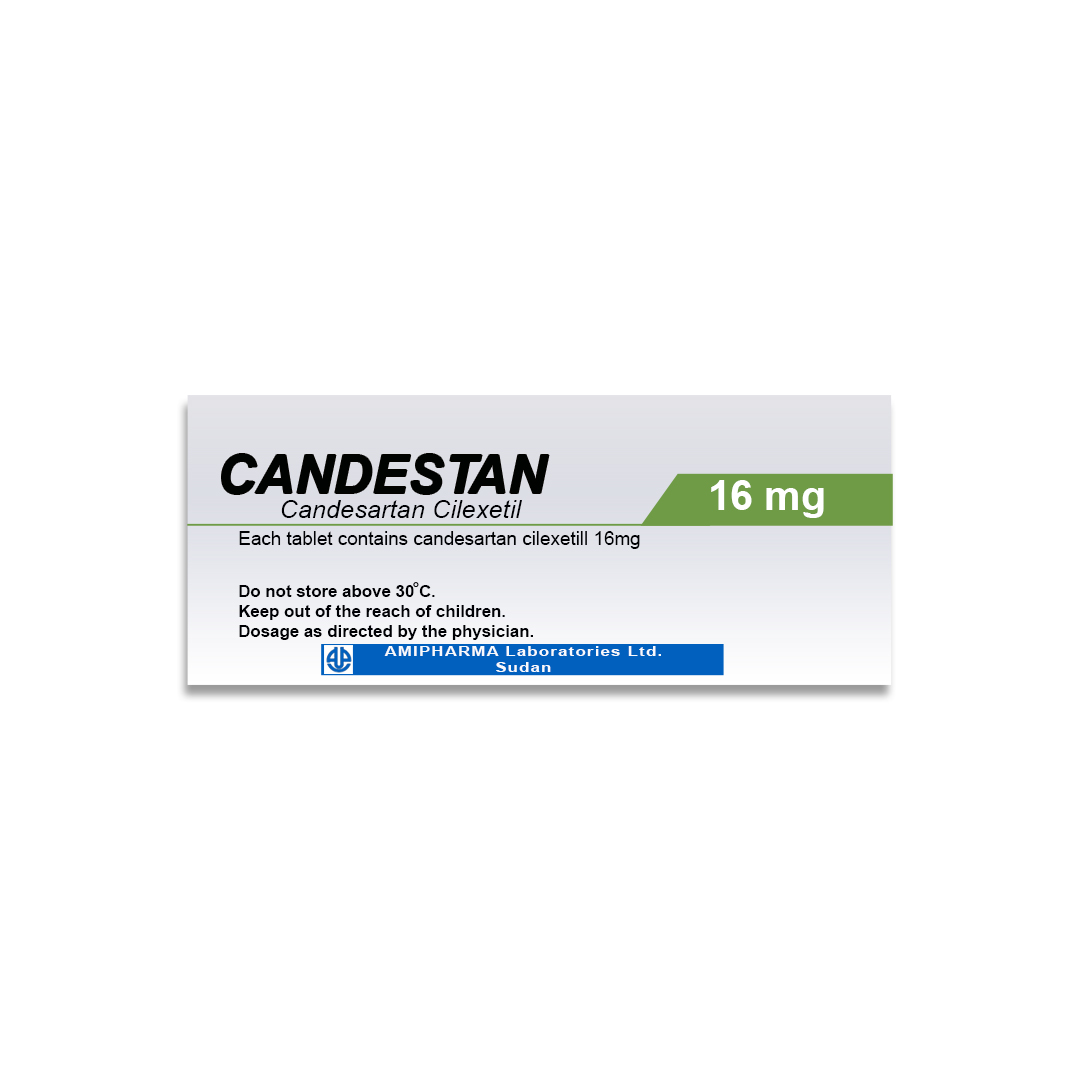 CANDESTAN
Candesartan Cilexetil
16 mg
Each tablet contains candesartan cilexetill 16mg
Do not store above 30°C.
Keep out of the reach of children.
Dosage as directed by the physician.
AMIPHARMA Laboratories Ltd.
Sudan